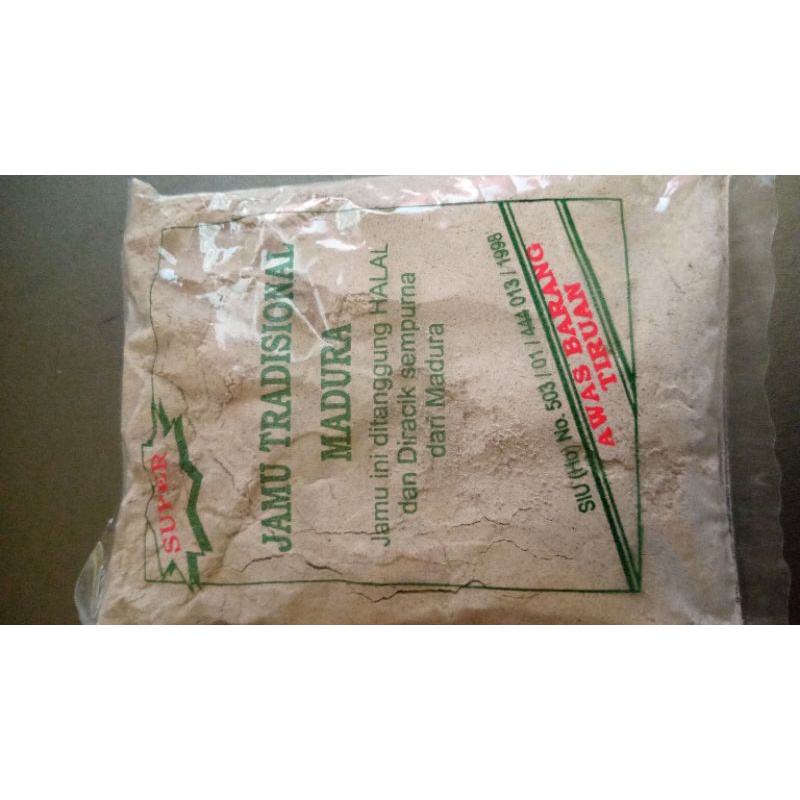 SUPER
JAMU TRADISIONAL
MADURA
Jamu ini ditanggung HALAL
dan Diracik sempurna
dari Madura
SIU (Ho) No. 503 / 01 / 444 013 / 1998
AWAS BARANG
TIRUAN